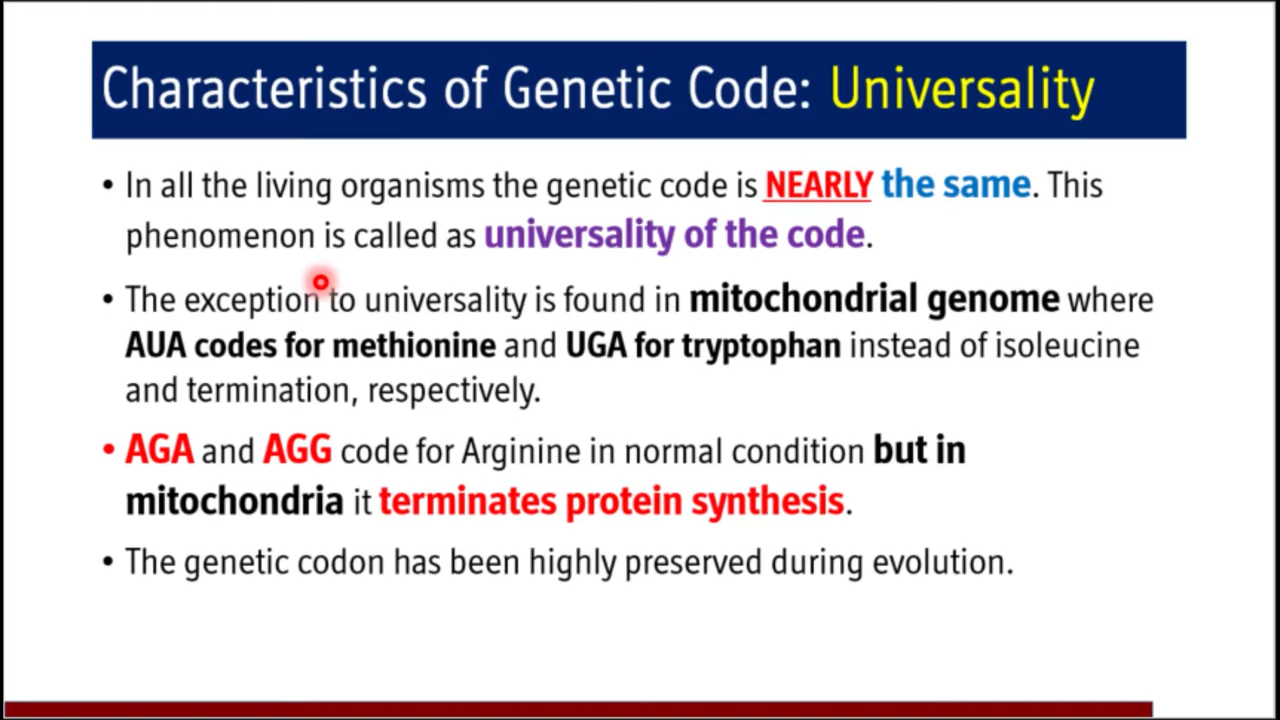 Characteristics of Genetic Code: Universality
• In all the living organisms the genetic code is NEARLY the same. This
phenomenon is called as universality of the code.
• The exception to universality is found in mitochondrial genome where
AUA codes for methionine and UGA for tryptophan instead of isoleucine
and termination, respectively.
• AGA and AGG code for Arginine in normal condition but in
mitochondria it terminates protein synthesis.
• The genetic codon has been highly preserved during evolution.